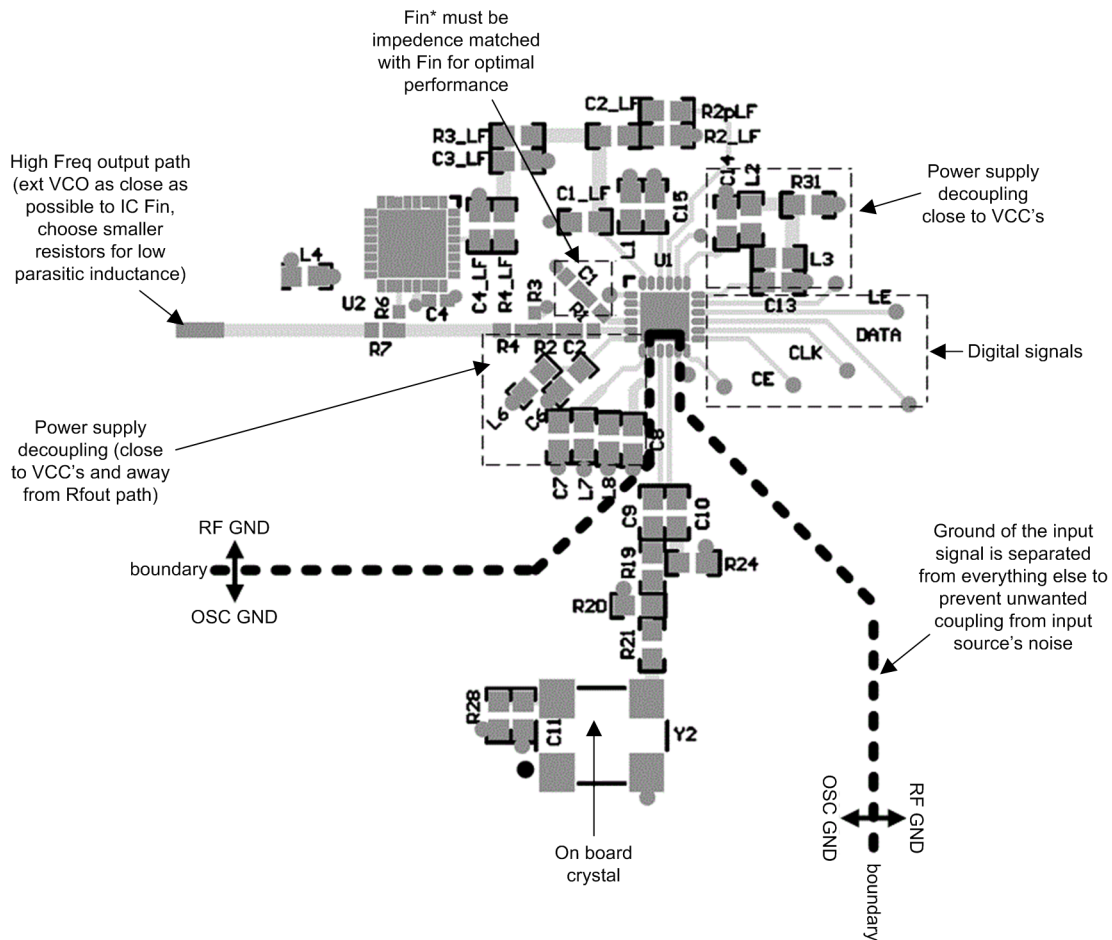 Fin* must be
impedence matched
with Fin for optimal
performance
C2_LF
R2pLF
R3_LF
R2_LF
C3_LF
High Freq output path
(ext VCO as close as
possible to IC Fin,
choose smaller
resistors for low
parasitic inductance)
C14
L2
R31
Power supply
decoupling
close to VCC's
C1_LF
C15
L1
U1
L4
C4_LF
R4_LF
C1
L3
U2
R6
C4
R3
C13
LE
R7
R4
R2
C2
DATA
CLK
CE
Digital signals
L6
C6
Power supply
decoupling (close
to VCC's and away
from Rfout path)
C8
C7
L7
L8
C9
C10
RF GND
boundary
OSC GND
R19
R24
R20
R21
Ground of the input
signal is separated
from everything else to
prevent unwanted
coupling from input
source's noise
R28
C11
Y2
OSC GND
RF GND
boundary
On board
crystal